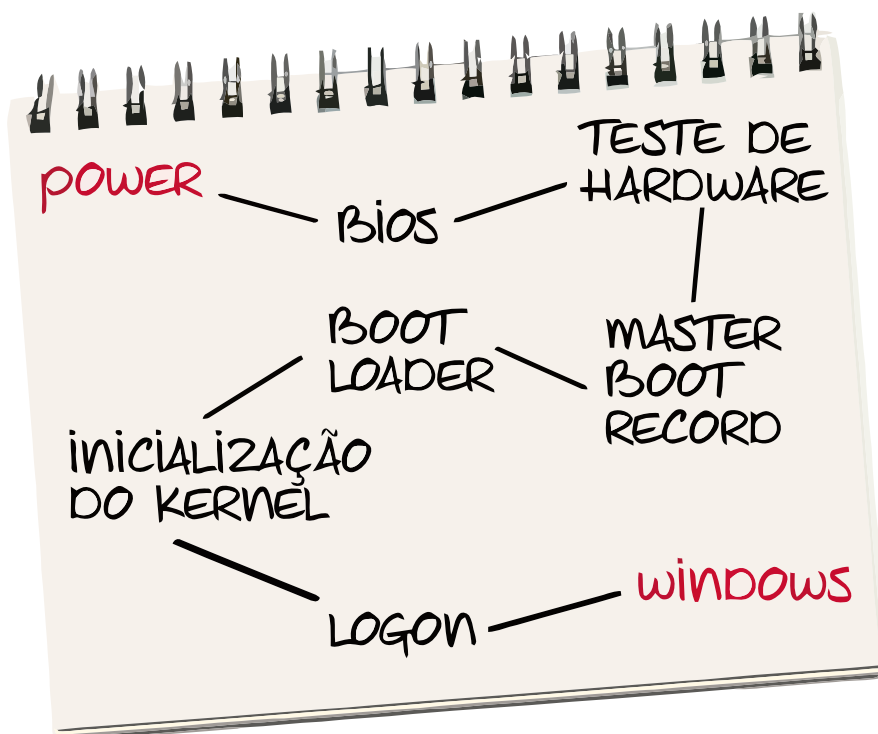 POWER
BIOS
TESTE DE
HARDWARE
MASTER
BOOT
RECORD
BOOT
LOADER
INICIALIZAÇÃO
DO KERNEL
LOGON
WINDOWS